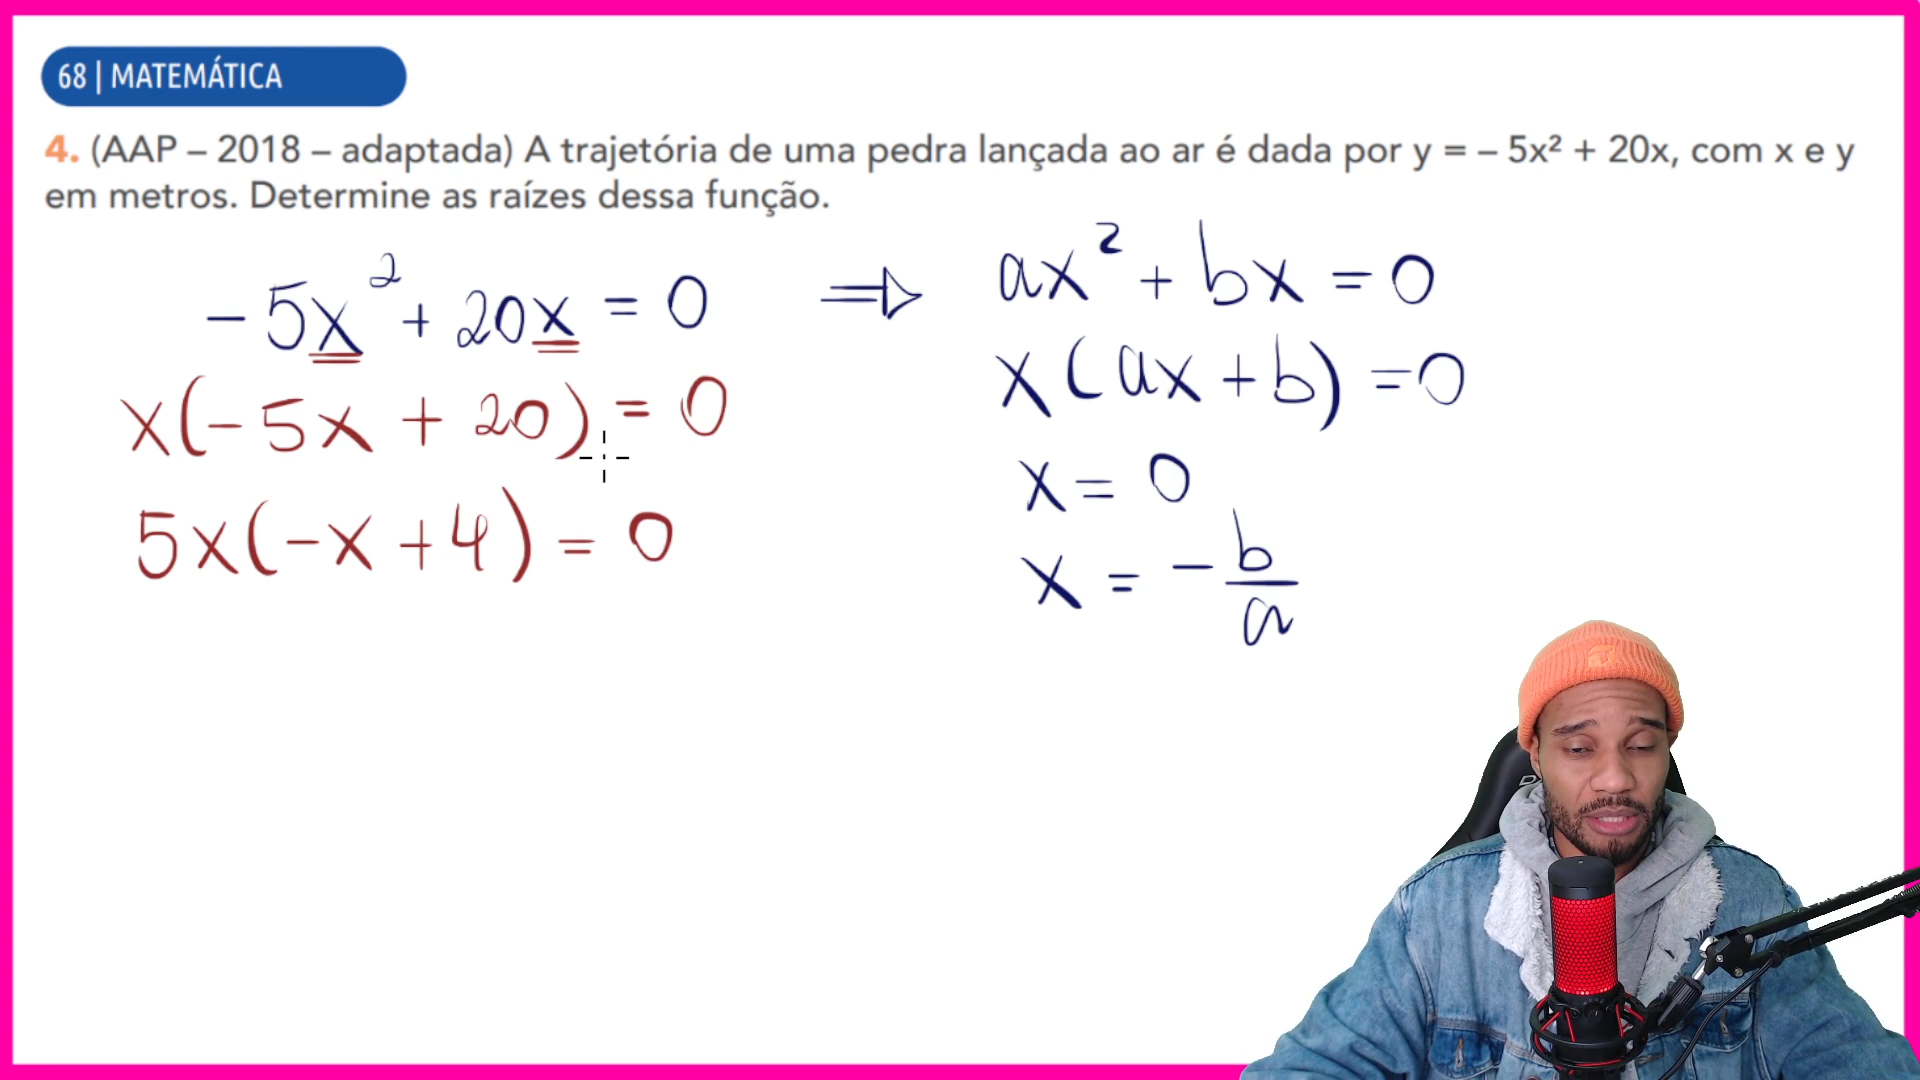 68 | MATEMÁTICA
4. (AAP – 2018 – adaptada) A trajetória de uma pedra lançada ao ar é dada por y = – 5x² + 20x, com x e y
em metros. Determine as raízes dessa função.
- 5x² + 20x = 0 ⇒
x(-5x + 20) = 0
5x(-x + 4) = 0
ax² + bx = 0
x(ax + b) = 0
x = 0
x = - b/a